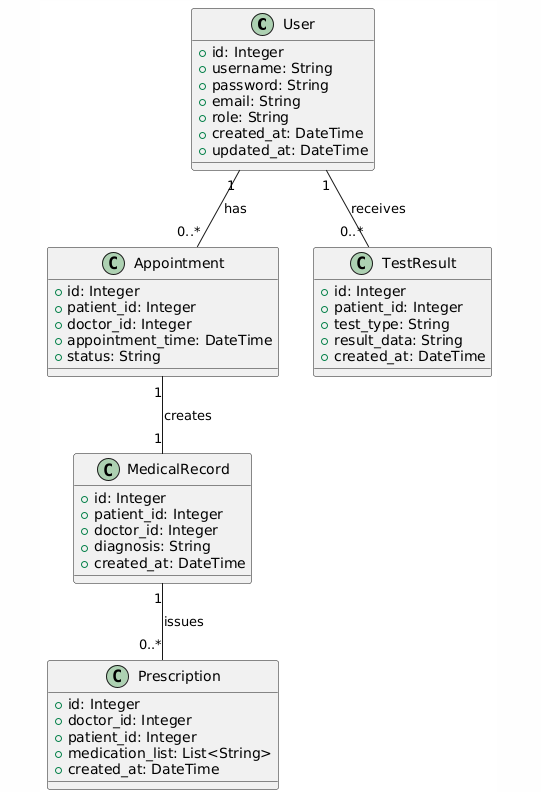 C User
id: Integer
username: String
password: String
email: String
role: String
created_at: DateTime
updated_at: DateTime
1
1
has
receives
0..*
0..*
C Appointment
id: Integer
patient_id: Integer
doctor_id: Integer
appointment_time: DateTime
status: String
C TestResult
id: Integer
patient_id: Integer
test_type: String
result_data: String
created_at: DateTime
1
creates
1
C MedicalRecord
id: Integer
patient_id: Integer
doctor_id: Integer
diagnosis: String
created_at: DateTime
1
issues
0..*
C Prescription
id: Integer
doctor_id: Integer
patient_id: Integer
medication_list: List<String>
created_at: DateTime